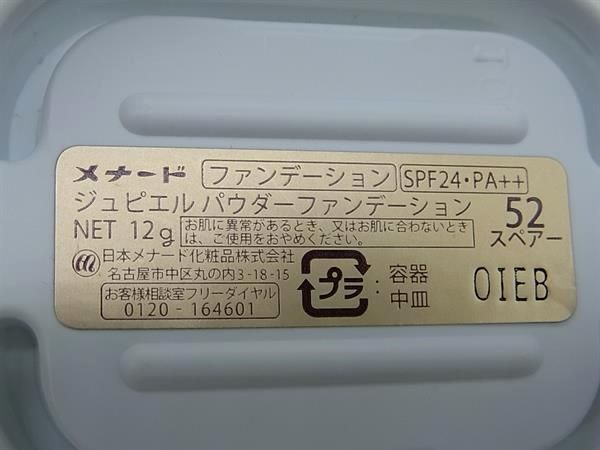 メナード ファンデーション SPF24・PA++
ジュピエル パウダーファンデーション 52
NET 12g お肌に異常があるとき、又はお肌に合わないとき スペアー
は、ご使用をおやめください。
日本メナード化粧品株式会社
名古屋市中区丸の内3-18-15
お客様相談室フリーダイヤル
0120-164601
プラ : 容器
中皿
OIEB